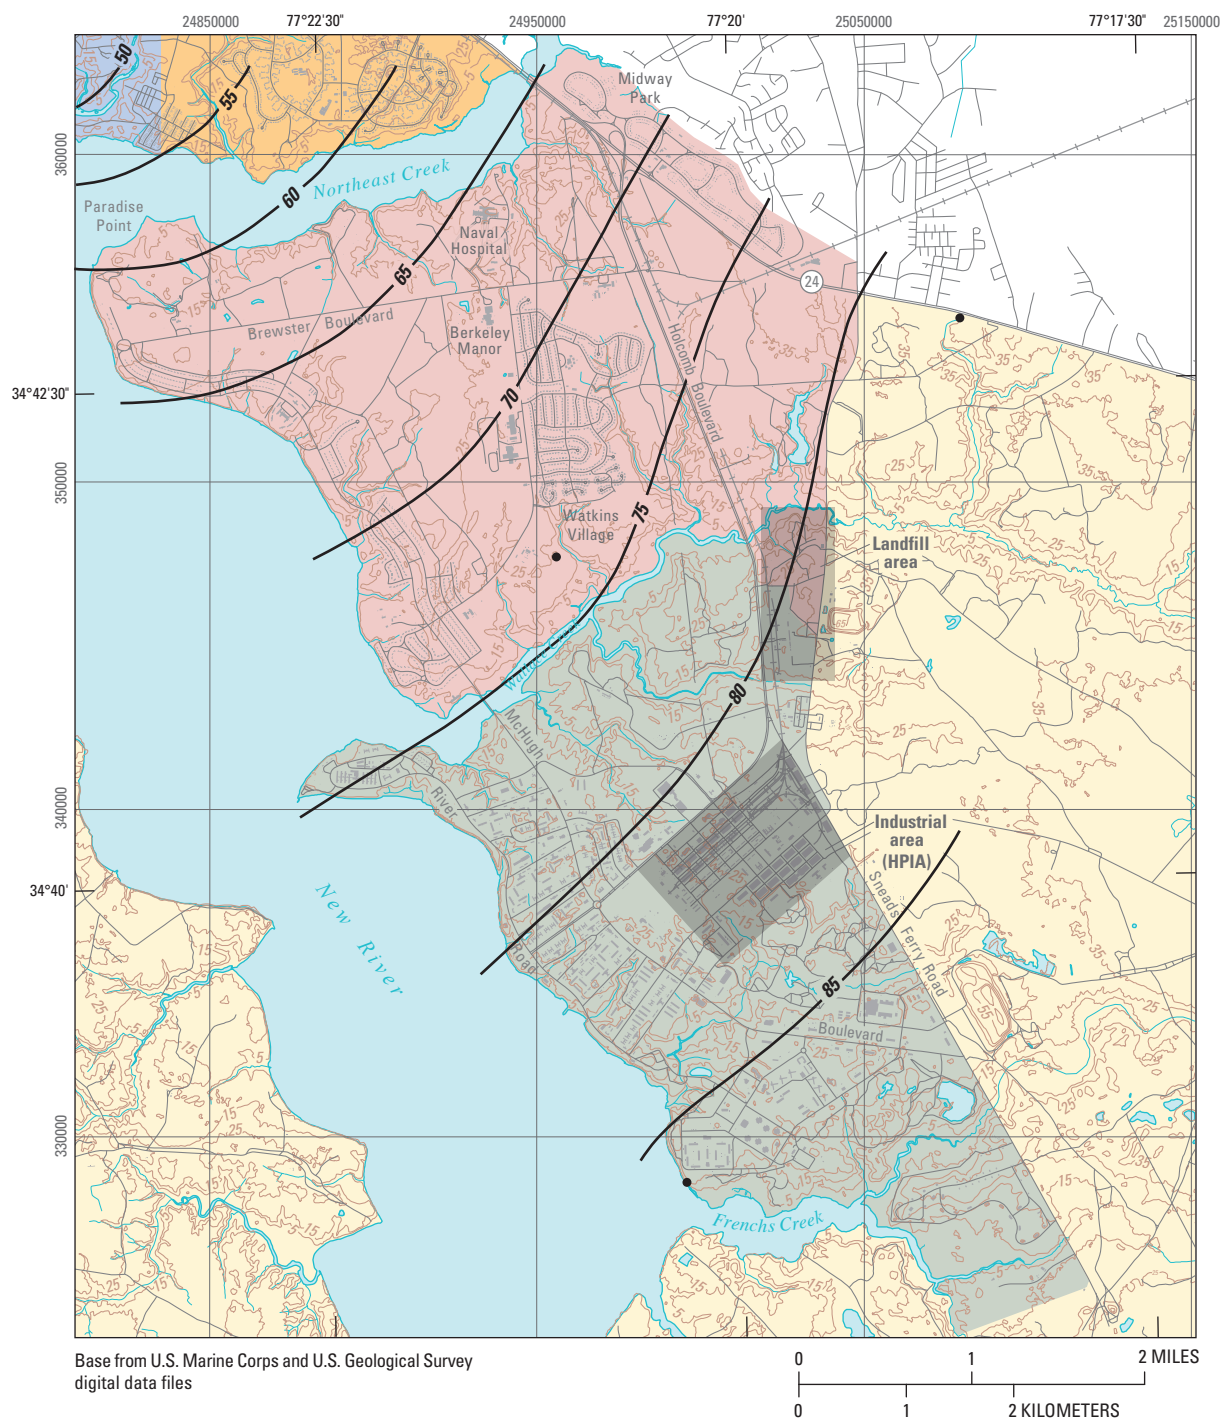 24850000
77°22'30"
24950000
77°20'
25050000
77°17'30"
25150000
50
55
Midway
Park
360000
Northeast Creek
60
Paradise
Point
Naval
Hospital
65
24
Brewster Boulevard
Berkeley
Manor
Holcomb Boulevard
34°42'30"
70
350000
75
Watkins
Village
Landfill
area
Wallace Creek
80
McHugh
River
340000
Industrial
area
(HPIA)
34°40'
New River
Road
Sneads Ferry Road
85
Boulevard
330000
Frenchs Creek
Base from U.S. Marine Corps and U.S. Geological Survey
digital data files
0 1 2 MILES
0 1 2 KILOMETERS